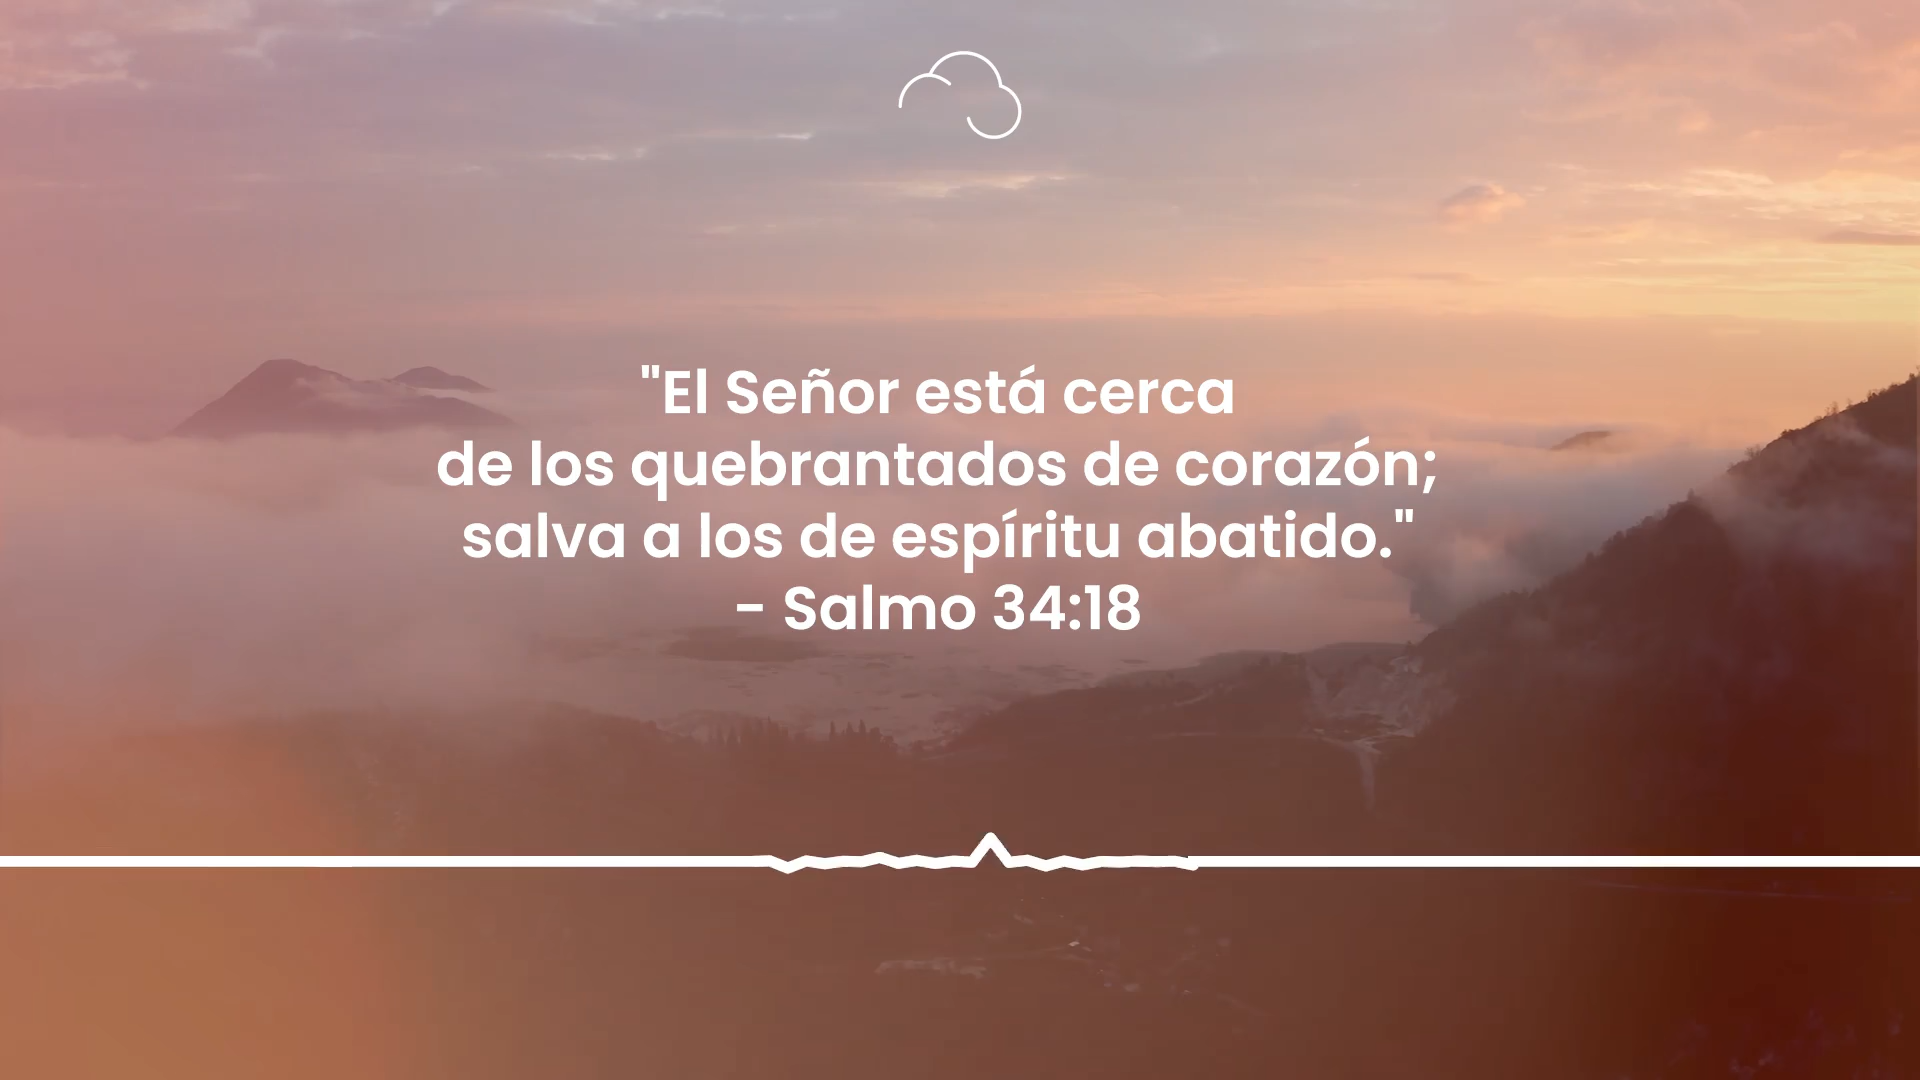 "El Señor está cerca
de los quebrantados de corazón;
salva a los de espíritu abatido."
- Salmo 34:18